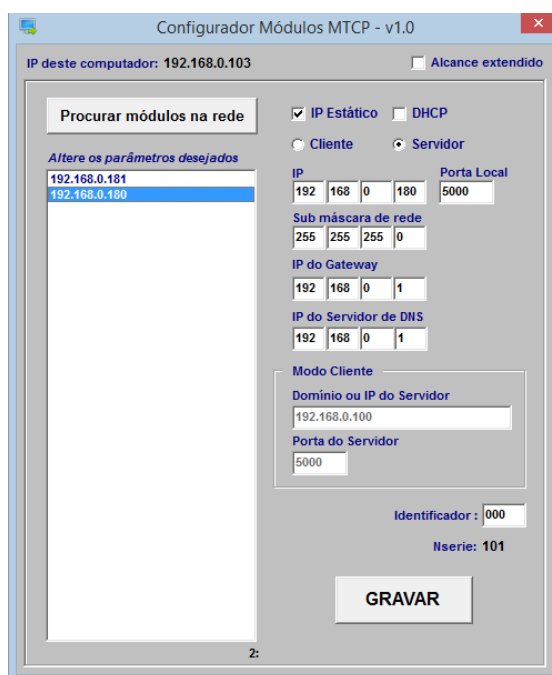 Configurador Módulos MTCP - v1.0
IP deste computador: 192.168.0.103
Alcance extendido
Procurar módulos na rede
Altere os parâmetros desejados
192.168.0.181
192.168.0.180
IP Estático DHCP
Cliente Servidor
IP Porta Local
192 168 0 180 5000
Sub máscara de rede
255 255 255 0
IP do Gateway
192 168 0 1
IP do Servidor de DNS
192 168 0 1
Modo Cliente
Domínio ou IP do Servidor
192.168.0.100
Porta do Servidor
5000
Identificador : 000
Nserie: 101
GRAVAR
2: